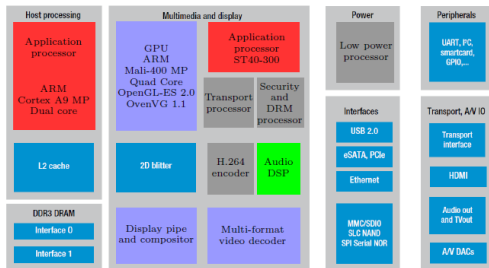 Host processing
Application
processor
ARM
Cortex A9 MP
Dual core
L2 cache
DDR3 DRAM
Interface 0
Interface 1
Multimedia and display
GPU
ARM
Mali-400 MP
Quad Core
OpenGL-ES 2.0
OvenVG 1.1
Application
processor
ST40-300
Transport
processor
Security
and
DRM
processor
2D blitter
H.264
encoder
Audio
DSP
Display pipe
and compositor
Multi-format
video decoder
Power
Low power
processor
Interfaces
USB 2.0
eSATA, PCIe
Ethernet
MMC/SDIO
SLC NAND
SPI Serial NOR
Peripherals
UART, I²C,
smartcard,
GPIO,...
Transport, A/V IO
Transport
interface
HDMI
Audio out
and TVout
A/V DACs